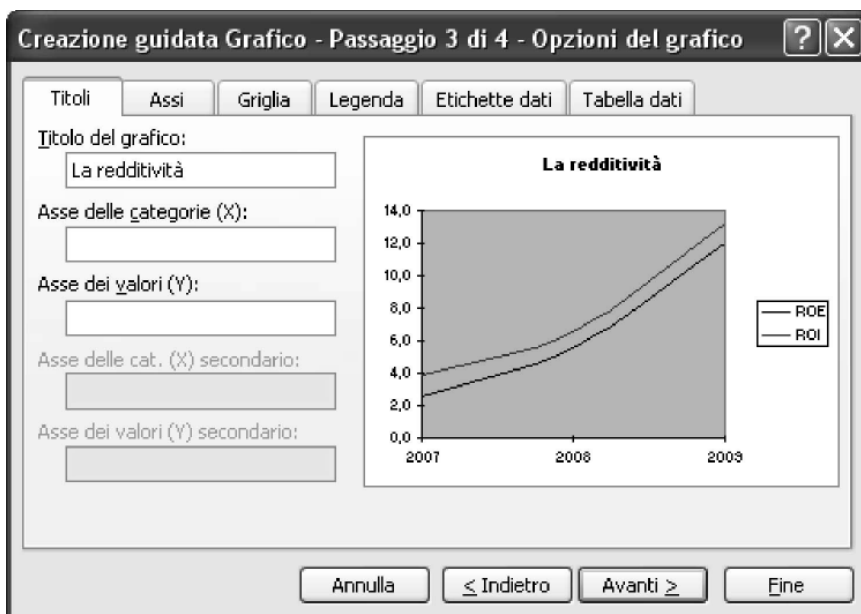 Creazione guidata Grafico - Passaggio 3 di 4 - Opzioni del grafico
Titoli Assi Griglia Legenda Etichette dati Tabella dati
Titolo del grafico:
La redditività
Asse delle categorie (X):
Asse dei valori (Y):
Asse delle cat. (X) secondario:
Asse dei valori (Y) secondario:
La redditività
14,0
12,0
10,0
8,0
6,0
4,0
2,0
0,0
2007 2008 2009
ROE
ROI
Annulla < Indietro Avanti > Fine